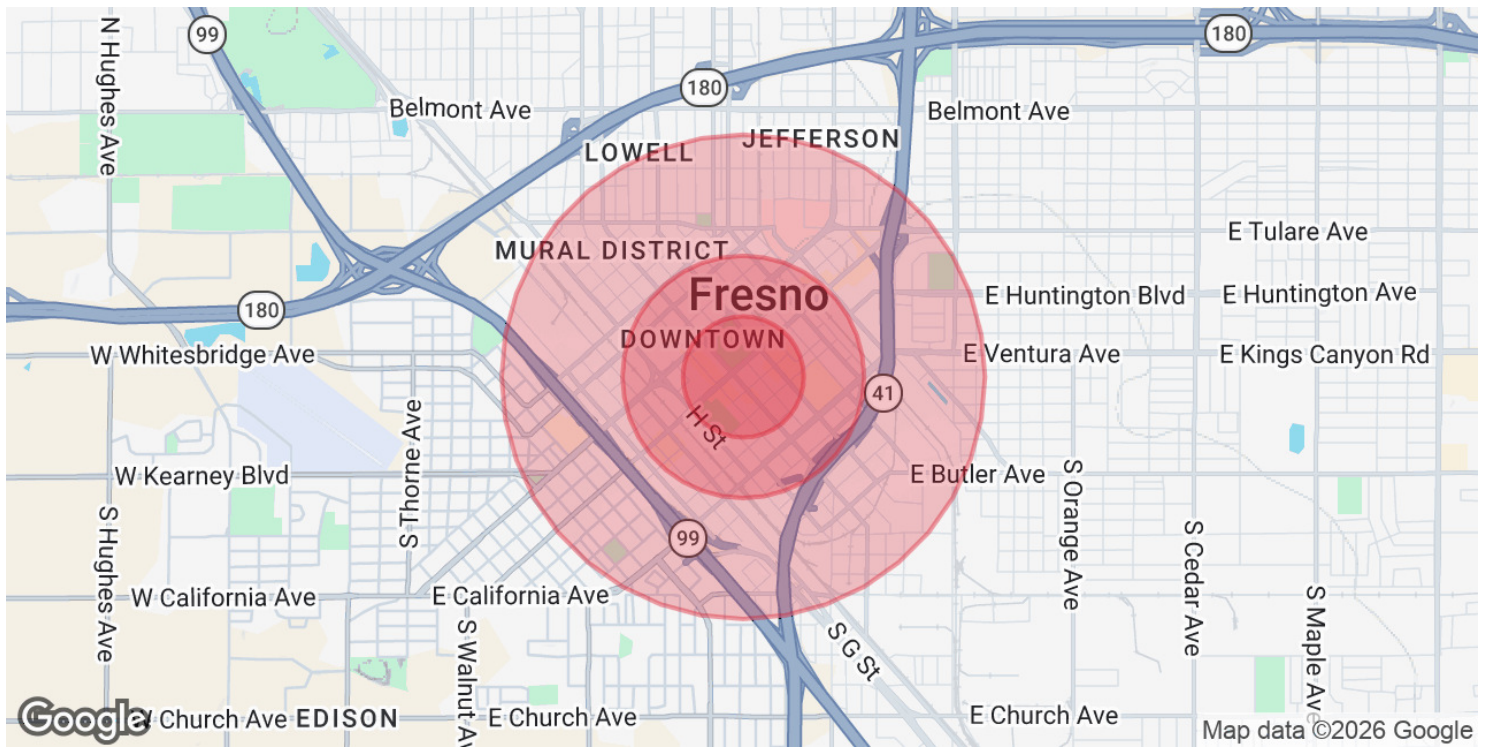 99
180
180
N Hughes Ave
Belmont Ave
Belmont Ave
LOWELL
JEFFERSON
E Tulare Ave
MURAL DISTRICT
Fresno
E Huntington Blvd
E Huntington Ave
180
DOWNTOWN
W Whitesbridge Ave
E Ventura Ave
E Kings Canyon Rd
41
H St
S Thorne Ave
W Kearney Blvd
E Butler Ave
S Orange Ave
S Hughes Ave
99
S Cedar Ave
W California Ave
E California Ave
S Maple Ave
S Walnut Av
S G St
Google
W Church Ave
EDISON
E Church Ave
E Church Ave
Map data ©2026 Google